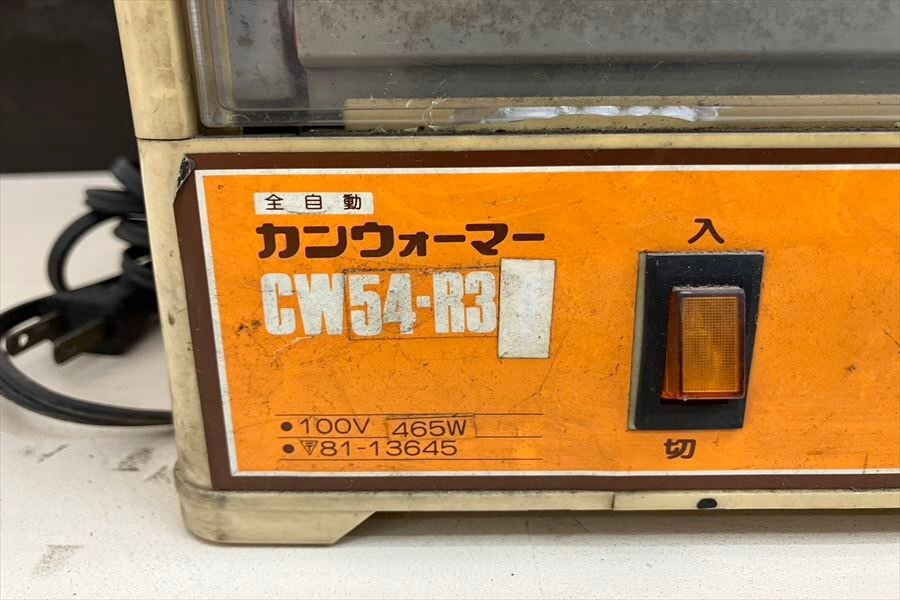 全自動
カンウォーマー
CW54-R3
●100V 465W
●▽81-13645
入
切